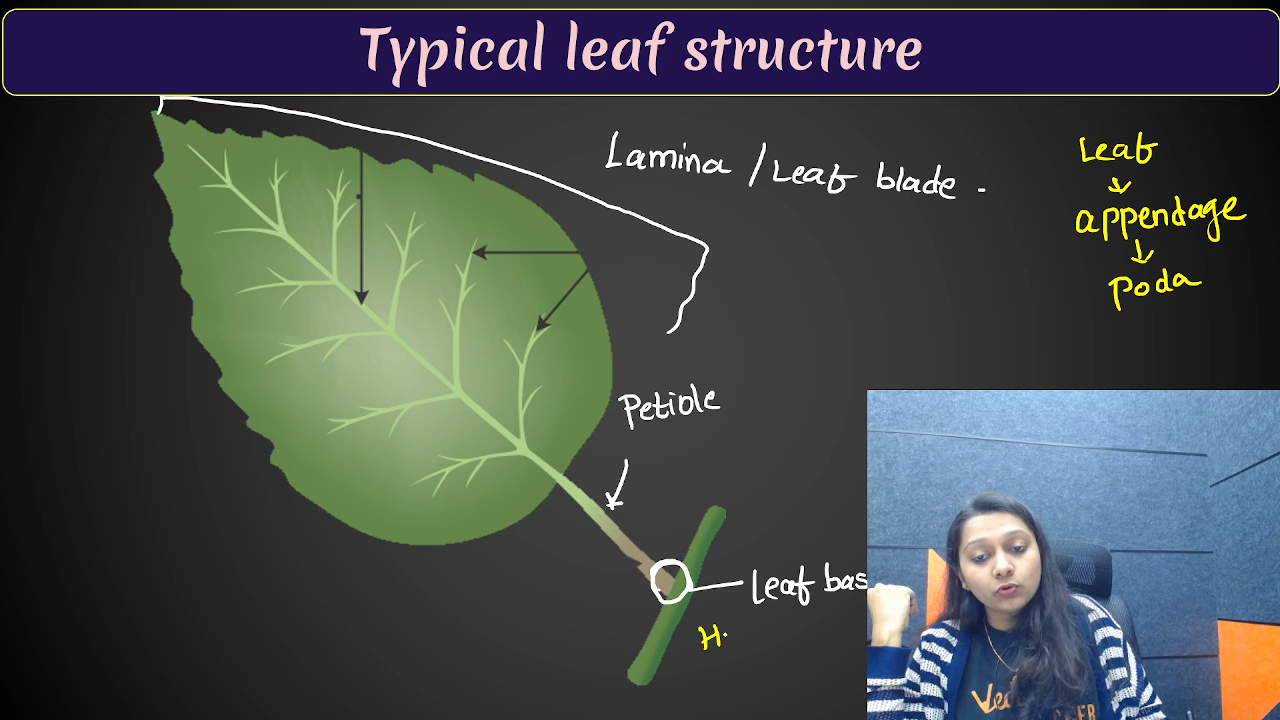 Typical leaf structure
Lamina / Leaf blade -
Leaf
appendage
Poda
Petiole
Leaf bas
H.